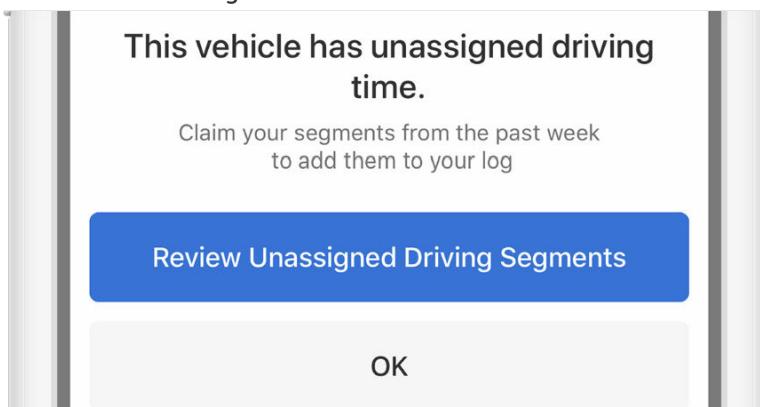 This vehicle has unassigned driving
time.
Claim your segments from the past week
to add them to your log
Review Unassigned Driving Segments
OK